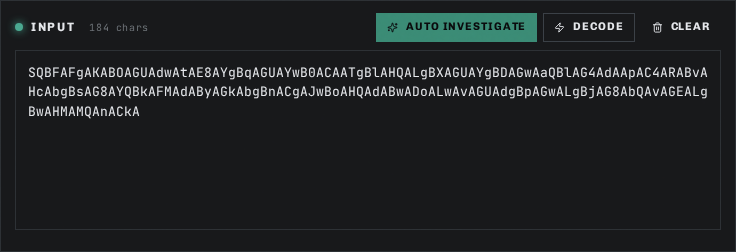 INPUT 184 chars AUTO INVESTIGATE DECODE CLEAR
SQBFAFgAKABOAGUAdwAtAE8AYgBqAGUAYwB0ACAATgBlAHQALgBXAGUAYgBDAGwAaQBlAG4AdAApAC4ARABvA
HcAbgBsAG8AYQBkAFMAdAByAGkAbgBnACgAJwBoAHQAdABwADoALwAvAGUAdgBpAGwALgBjAG8AbQAvAGEALg
BwAHMAMQAnACkA